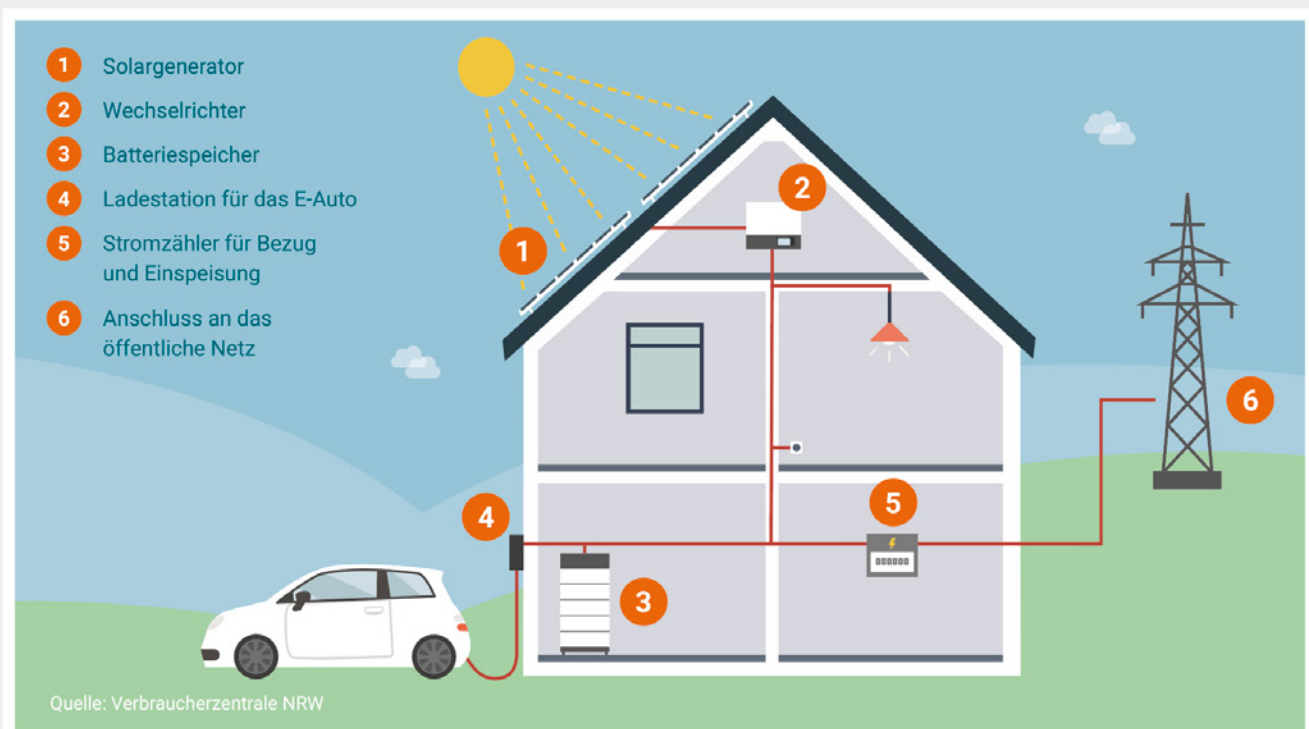 1 Solargenerator
2 Wechselrichter
3 Batteriespeicher
4 Ladestation für das E-Auto
5 Stromzähler für Bezug
und Einspeisung
6 Anschluss an das
öffentliche Netz
1
2
3
4
5
6
Quelle: Verbraucherzentrale NRW